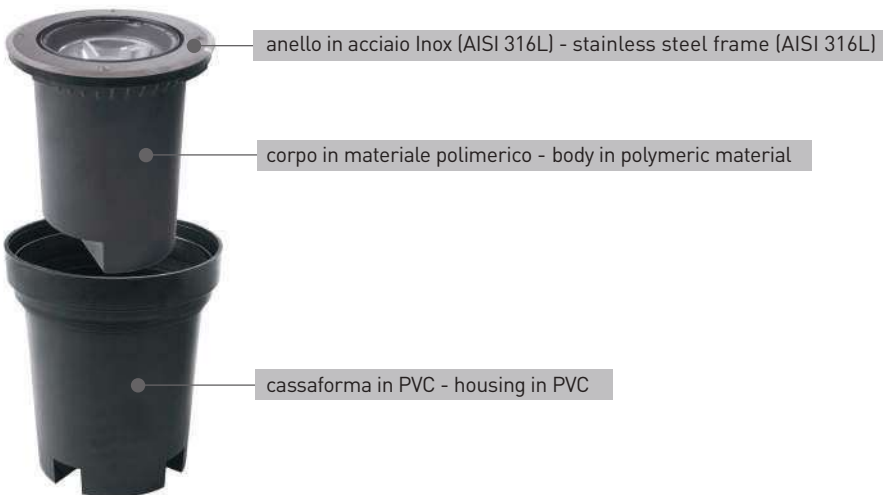 anello in acciaio Inox (AISI 316L) - stainless steel frame (AISI 316L)
corpo in materiale polimerico - body in polymeric material
cassaforma in PVC - housing in PVC